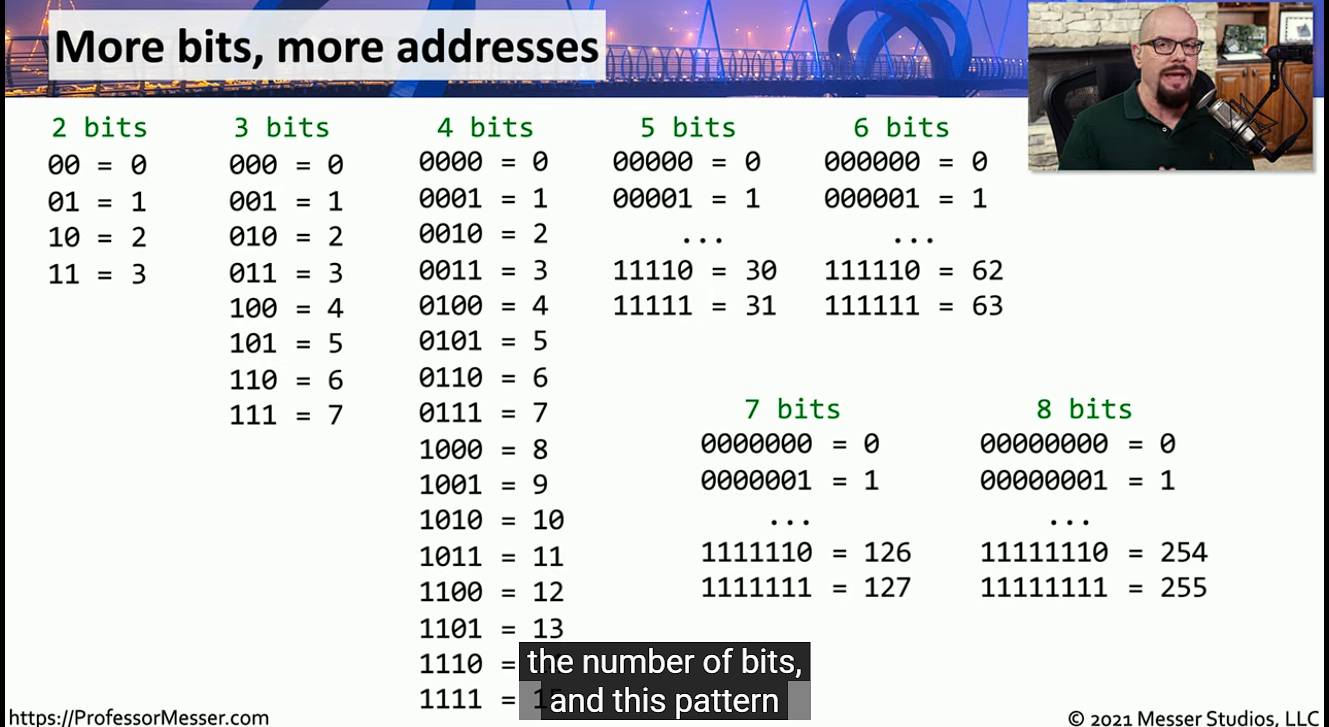 More bits, more addresses
2 bits
00 = 0
01 = 1
10 = 2
11 = 3
3 bits
000 = 0
001 = 1
010 = 2
011 = 3
100 = 4
101 = 5
110 = 6
111 = 7
4 bits
0000 = 0
0001 = 1
0010 = 2
0011 = 3
0100 = 4
0101 = 5
0110 = 6
0111 = 7
1000 = 8
1001 = 9
1010 = 10
1011 = 11
1100 = 12
1101 = 13
1110 =
1111 =
5 bits
00000 = 0
00001 = 1
...
11110 = 30
11111 = 31
6 bits
000000 = 0
000001 = 1
...
111110 = 62
111111 = 63
7 bits
0000000 = 0
0000001 = 1
...
1111110 = 126
1111111 = 127
8 bits
00000000 = 0
00000001 = 1
...
11111110 = 254
11111111 = 255
the number of bits,
and this pattern
https://ProfessorMesser.com
© 2021 Messer Studios, LLC